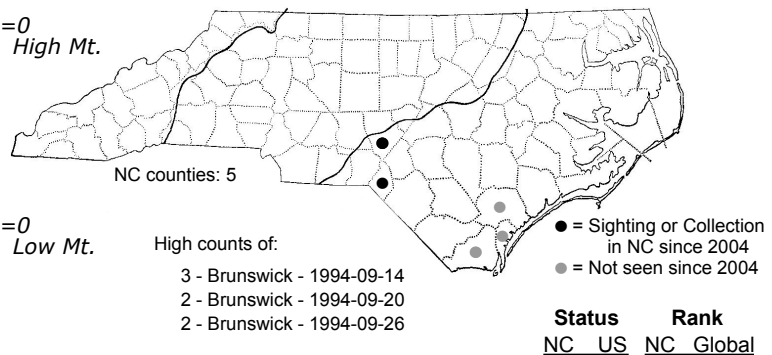 =0
High Mt.
NC counties: 5
=0
Low Mt.
High counts of:
3 - Brunswick - 1994-09-14
2 - Brunswick - 1994-09-20
2 - Brunswick - 1994-09-26
● = Sighting or Collection
in NC since 2004
● = Not seen since 2004
Status Rank
NC US NC Global